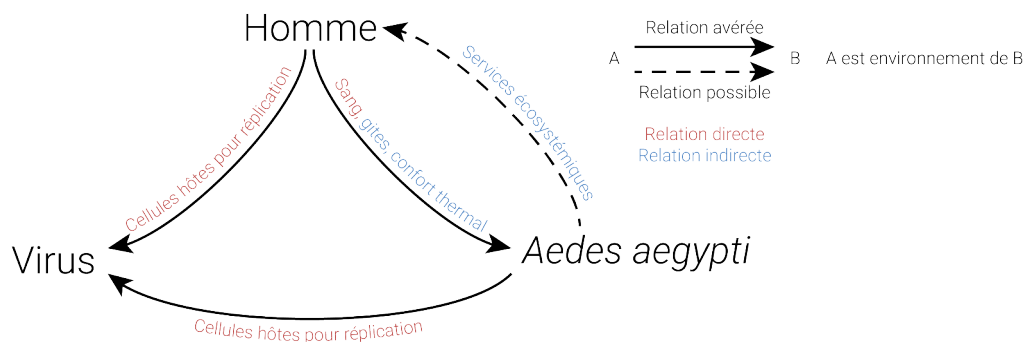 Homme
Relation avérée
A
B
A est environnement de B
Relation possible
Services écosystémiques
Cellules hôtes pour réplication
Sang, gites, confort thermal
Relation directe
Relation indirecte
Virus
Aedes aegypti
Cellules hôtes pour réplication